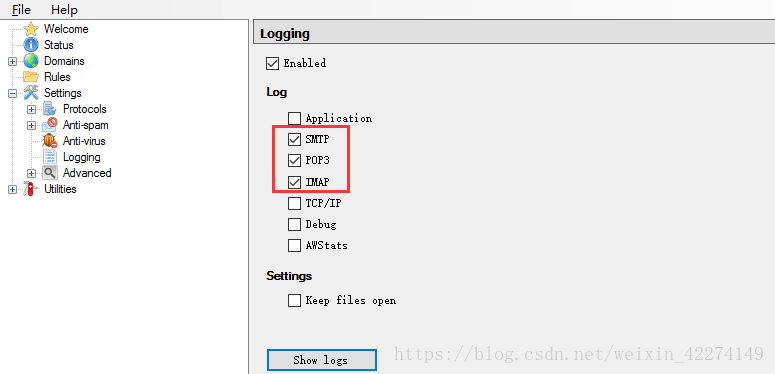 File Help
Welcome
Status
Domains
Rules
Settings
Protocols
Anti-spam
Anti-virus
Logging
Advanced
Utilities
Logging
Enabled
Log
Application
SMTP
POP3
IMAP
TCP/IP
Debug
AWStats
Settings
Keep files open
Show logs
https://blog.csdn.net/weixin_42274149